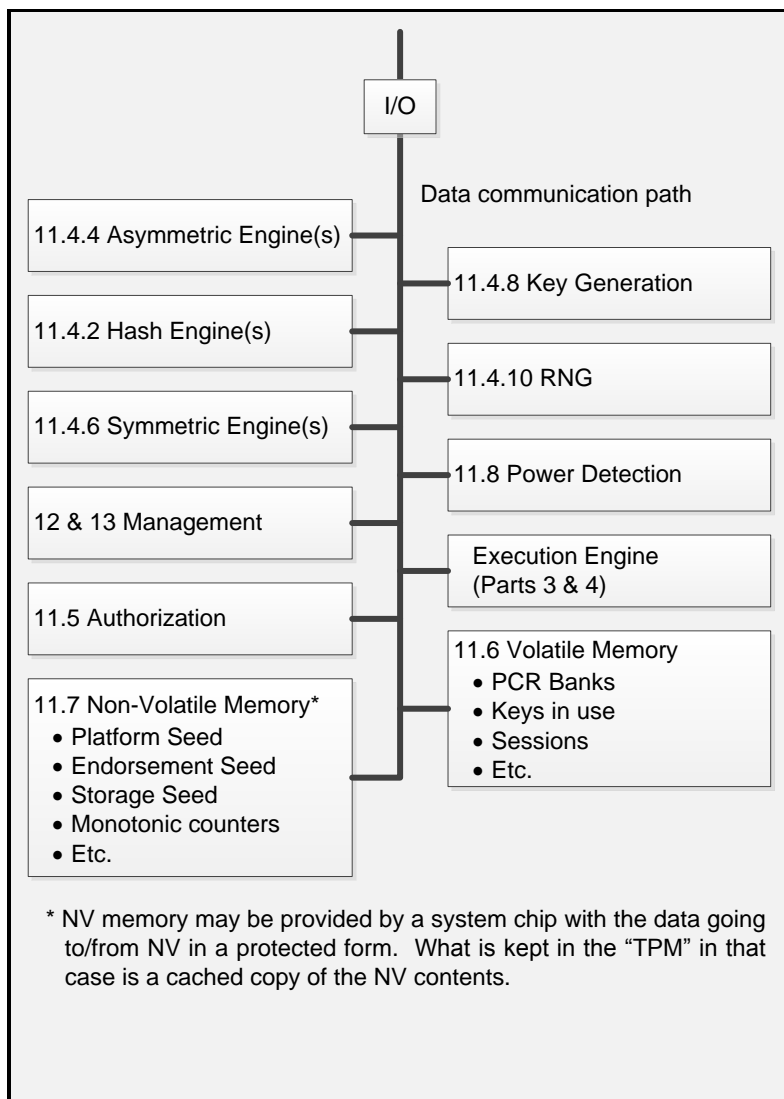 I/O
Data communication path
11.4.4 Asymmetric Engine(s)
11.4.8 Key Generation
11.4.2 Hash Engine(s)
11.4.10 RNG
11.4.6 Symmetric Engine(s)
11.8 Power Detection
12 & 13 Management
Execution Engine
(Parts 3 & 4)
11.5 Authorization
11.6 Volatile Memory
• PCR Banks
• Keys in use
• Sessions
• Etc.
11.7 Non-Volatile Memory*
• Platform Seed
• Endorsement Seed
• Storage Seed
• Monotonic counters
• Etc.
* NV memory may be provided by a system chip with the data going
to/from NV in a protected form. What is kept in the “TPM” in that
case is a cached copy of the NV contents.